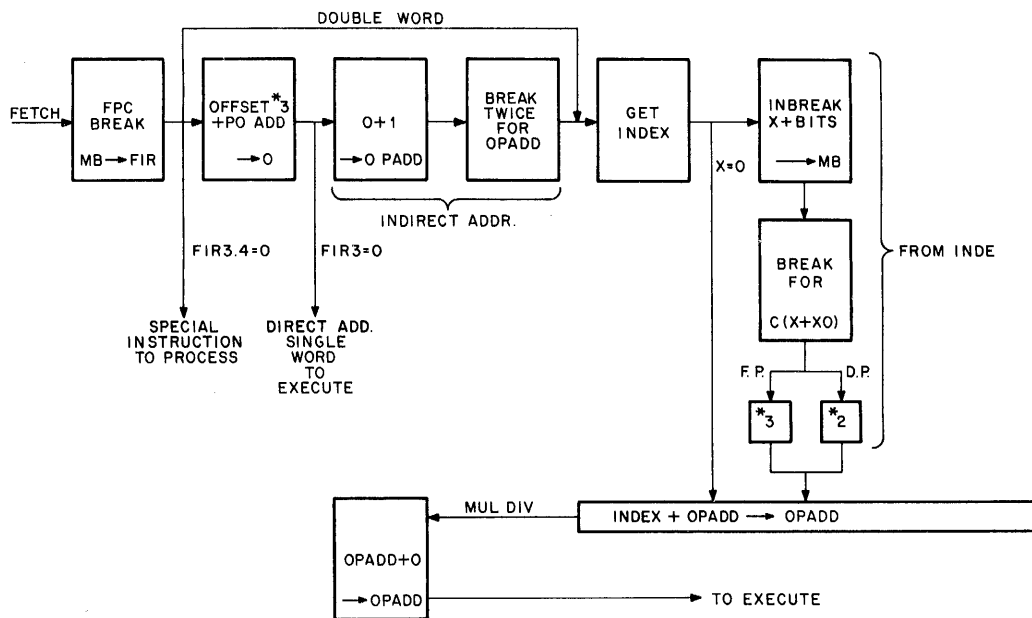 DOUBLE WORD
FETCH
FPC
BREAK
MB → FIR
OFFSET *3
+PO ADD
→ O
O+1
→ O PADD
BREAK
TWICE
FOR
OPADD
GET
INDEX
INBREAK
X+BITS
→ MB
X=0
INDIRECT ADDR.
FIR3.4=0
FIR3=0
BREAK
FOR
C(X+XO)
FROM INDE
SPECIAL
INSTRUCTION
TO PROCESS
DIRECT ADD.
SINGLE
WORD
TO
EXECUTE
F.P.
D.P.
*3
*2
MUL DIV
INDEX + OPADD → OPADD
OPADD+O
→ OPADD
TO EXECUTE